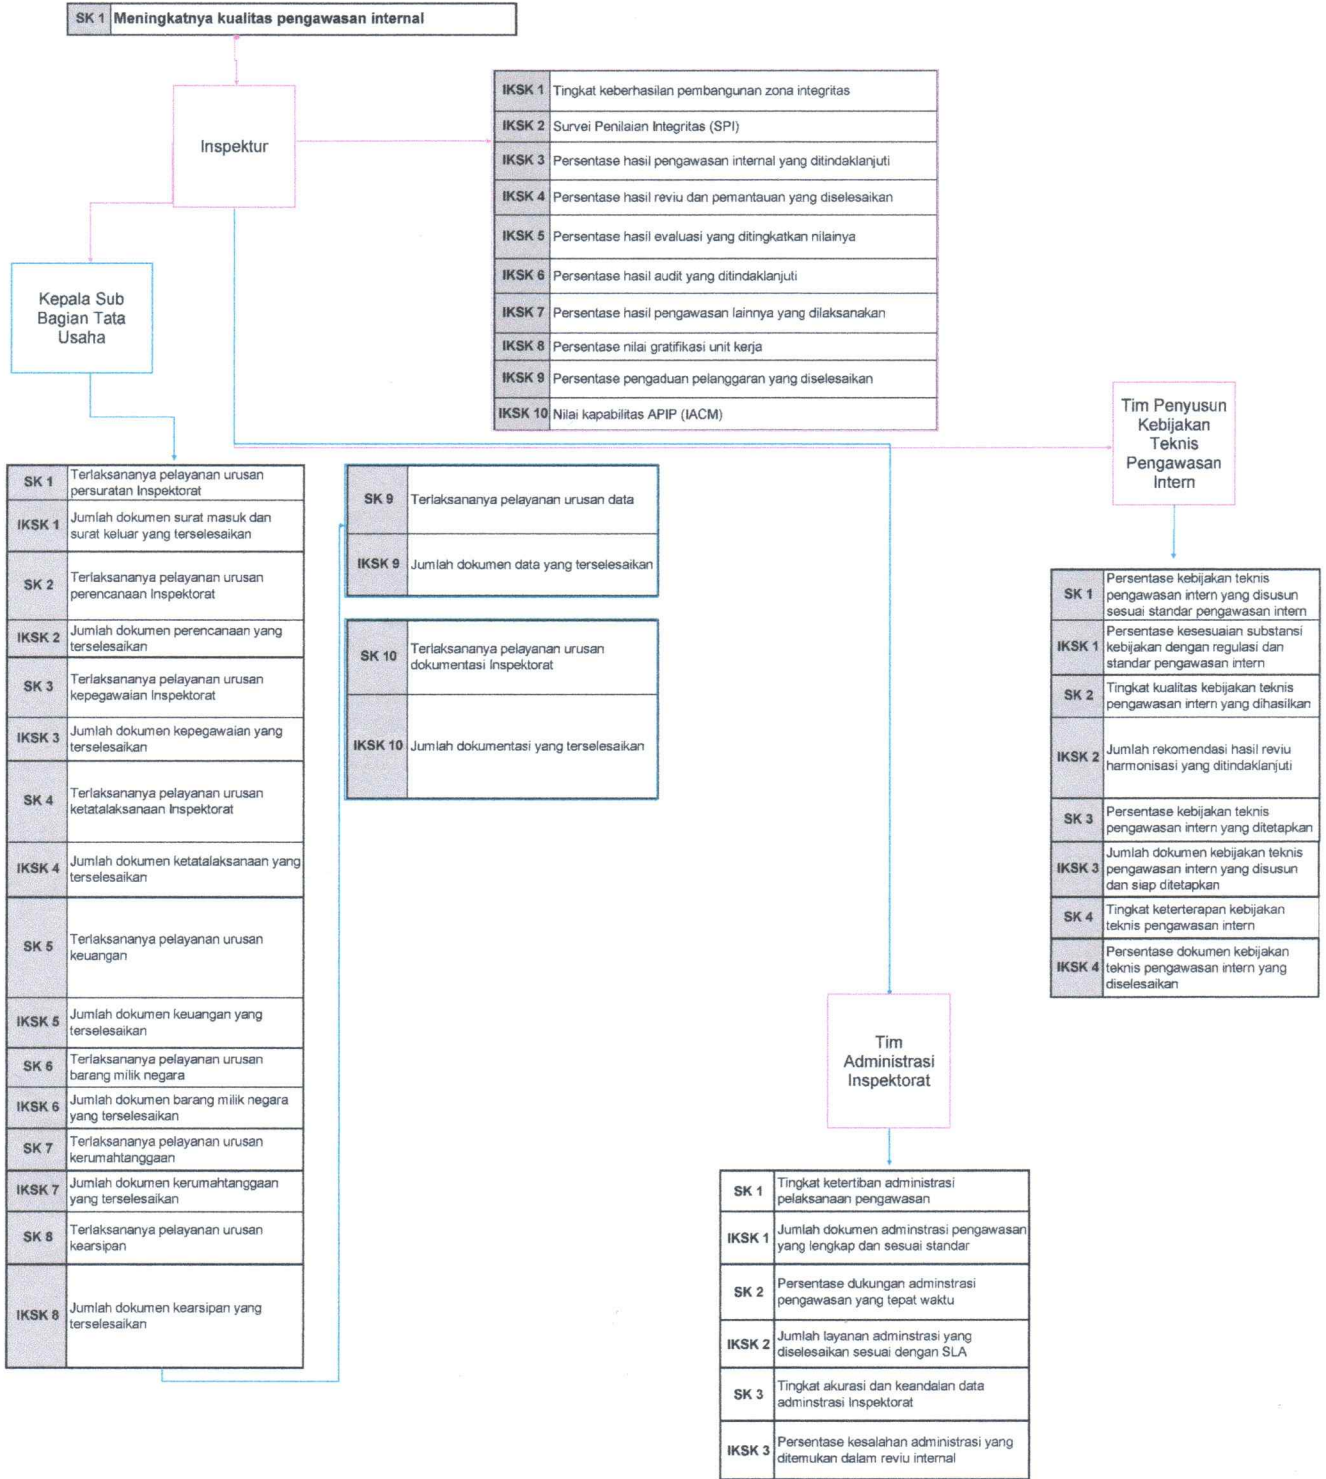 SK 1 Meningkatnya kualitas pengawasan internal
Inspektur
IKSK 1 Tingkat keberhasilan pembangunan zona integritas
IKSK 2 Survei Penilaian Integritas (SPI)
IKSK 3 Persentase hasil pengawasan internal yang ditindaklanjuti
IKSK 4 Persentase hasil reviu dan pemantauan yang diselesaikan
IKSK 5 Persentase hasil evaluasi yang ditingkatkan nilainya
IKSK 6 Persentase hasil audit yang ditindaklanjuti
IKSK 7 Persentase hasil pengawasan lainnya yang dilaksanakan
IKSK 8 Persentase nilai gratifikasi unit kerja
IKSK 9 Persentase pengaduan pelanggaran yang diselesaikan
IKSK 10 Nilai kapabilitas APIP (IACM)
Kepala Sub
Bagian Tata
Usaha
SK 1 Terlaksananya pelayanan urusan
persuratan Inspektorat
IKSK 1 Jumlah dokumen surat masuk dan
surat keluar yang terselesaikan
SK 2 Terlaksananya pelayanan urusan
perencanaan Inspektorat
IKSK 2 Jumlah dokumen perencanaan yang
terselesaikan
SK 3 Terlaksananya pelayanan urusan
kepegawaian Inspektorat
IKSK 3 Jumlah dokumen kepegawaian yang
terselesaikan
SK 4 Terlaksananya pelayanan urusan
ketatalaksanaan Inspektorat
IKSK 4 Jumlah dokumen ketatalaksanaan yang
terselesaikan
SK 5 Terlaksananya pelayanan urusan
keuangan
IKSK 5 Jumlah dokumen keuangan yang
terselesaikan
SK 6 Terlaksananya pelayanan urusan
barang milik negara
IKSK 6 Jumlah dokumen barang milik negara
yang terselesaikan
SK 7 Terlaksananya pelayanan urusan
kerumahtanggaan
IKSK 7 Jumlah dokumen kerumahtanggaan
yang terselesaikan
SK 8 Terlaksananya pelayanan urusan
kearsipan
IKSK 8 Jumlah dokumen kearsipan yang
terselesaikan
SK 9 Terlaksananya pelayanan urusan data
IKSK 9 Jumlah dokumen data yang terselesaikan
SK 10 Terlaksananya pelayanan urusan
dokumentasi Inspektorat
IKSK 10 Jumlah dokumentasi yang terselesaikan
Tim Penyusun
Kebijakan
Teknis
Pengawasan
Intern
SK 1 Persentase kebijakan teknis
pengawasan intern yang disusun
sesuai standar pengawasan intern
IKSK 1 Persentase kesesuaian substansi
kebijakan dengan regulasi dan
standar pengawasan intern
SK 2 Tingkat kualitas kebijakan teknis
pengawasan intern yang dihasilkan
IKSK 2 Jumlah rekomendasi hasil reviu
harmonisasi yang ditindaklanjuti
SK 3 Persentase kebijakan teknis
pengawasan intern yang ditetapkan
IKSK 3 Jumlah dokumen kebijakan teknis
pengawasan intern yang disusun
dan siap ditetapkan
SK 4 Tingkat keterterapan kebijakan
teknis pengawasan intern
IKSK 4 Persentase dokumen kebijakan
teknis pengawasan intern yang
diselesaikan
Tim
Administrasi
Inspektorat
SK 1 Tingkat ketertiban administrasi
pelaksanaan pengawasan
IKSK 1 Jumlah dokumen adminstrasi pengawasan
yang lengkap dan sesuai standar
SK 2 Persentase dukungan adminstrasi
pengawasan yang tepat waktu
IKSK 2 Jumlah layanan adminstrasi yang
diselesaikan sesuai dengan SLA
SK 3 Tingkat akurasi dan keandalan data
adminstrasi Inspektorat
IKSK 3 Persentase kesalahan administrasi yang
ditemukan dalam reviu internal